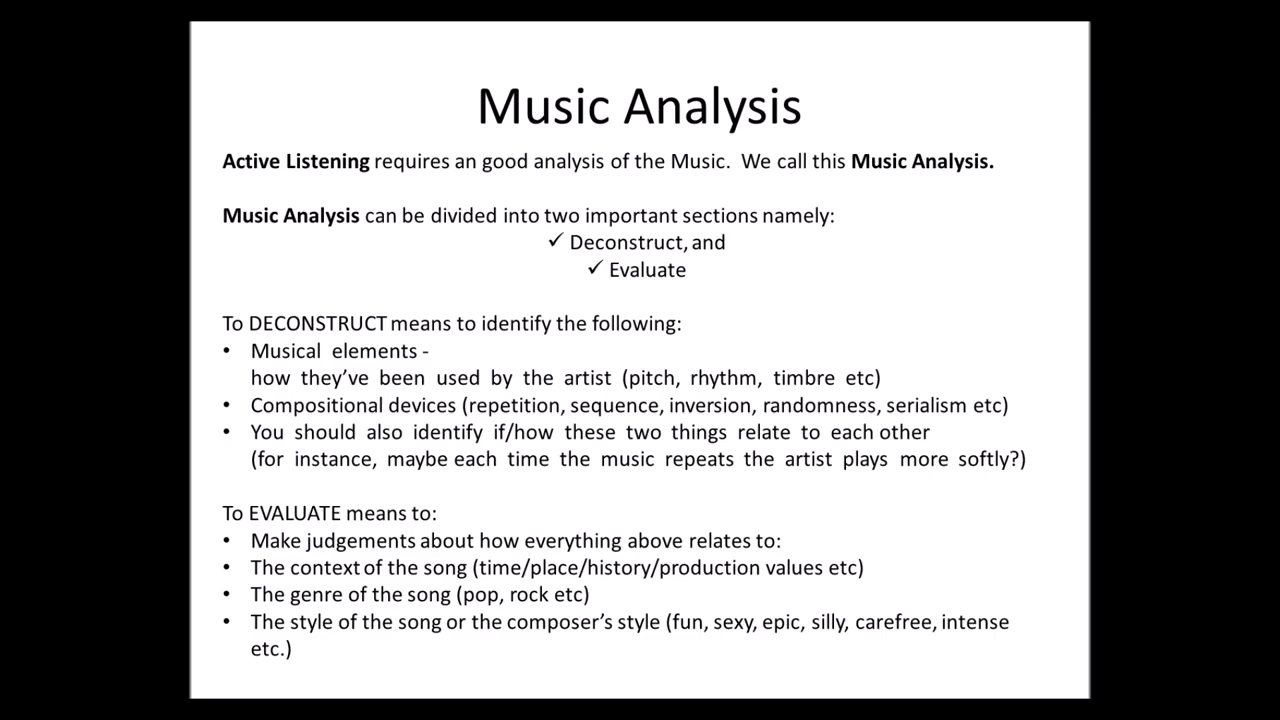 Music Analysis
Active Listening requires an good analysis of the Music. We call this Music Analysis.
Music Analysis can be divided into two important sections namely:
✓ Deconstruct, and
✓ Evaluate
To DECONSTRUCT means to identify the following:
• Musical elements -
how they’ve been used by the artist (pitch, rhythm, timbre etc)
• Compositional devices (repetition, sequence, inversion, randomness, serialism etc)
• You should also identify if/how these two things relate to each other
(for instance, maybe each time the music repeats the artist plays more softly?)
To EVALUATE means to:
• Make judgements about how everything above relates to:
• The context of the song (time/place/history/production values etc)
• The genre of the song (pop, rock etc)
• The style of the song or the composer’s style (fun, sexy, epic, silly, carefree, intense
etc.)